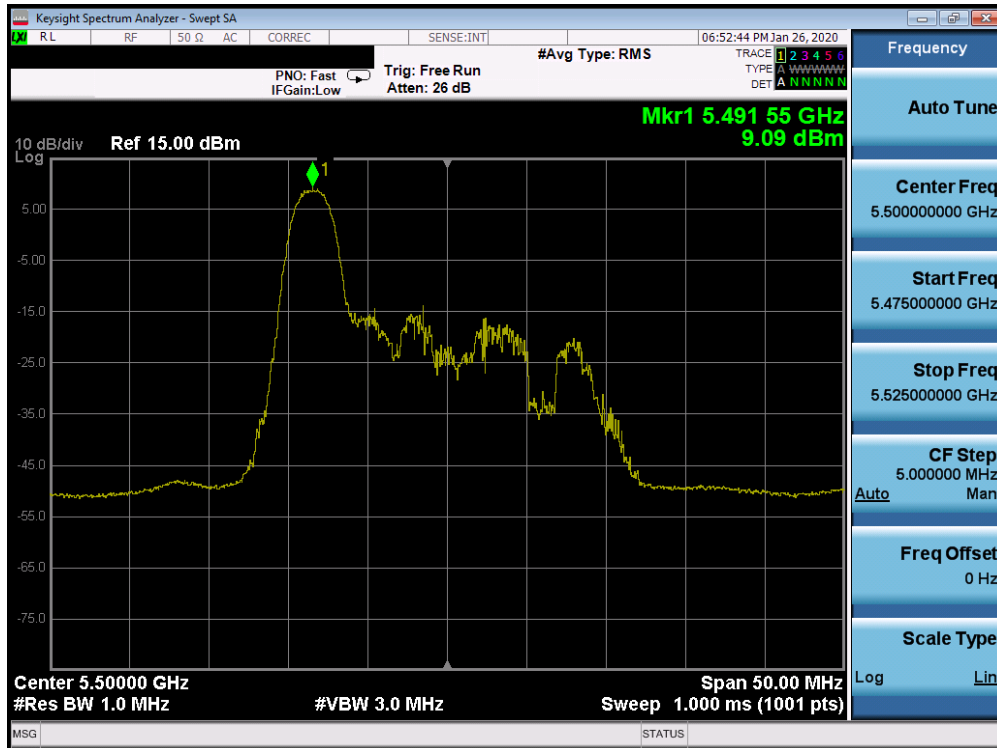 Keysight Spectrum Analyzer - Swept SA
LXI RL RF 50 Ω AC CORREC SENSE:INT 06:52:44 PM Jan 26, 2020
#Avg Type: RMS TRACE 1 2 3 4 5 6
PNO: Fast Trig: Free Run TYPE A WWWWW
IFGain:Low Atten: 26 dB DET A N N N N N
Mkr1 5.491 55 GHz
10 dB/div Ref 15.00 dBm 9.09 dBm
Log
1
5.00
-5.00
-15.0
-25.0
-35.0
-45.0
-55.0
-65.0
-75.0
Center 5.50000 GHz Span 50.00 MHz
#Res BW 1.0 MHz #VBW 3.0 MHz Sweep 1.000 ms (1001 pts)
MSG STATUS
Frequency
Auto Tune
Center Freq
5.500000000 GHz
Start Freq
5.475000000 GHz
Stop Freq
5.525000000 GHz
CF Step
5.000000 MHz
Auto Man
Freq Offset
0 Hz
Scale Type
Log Lin